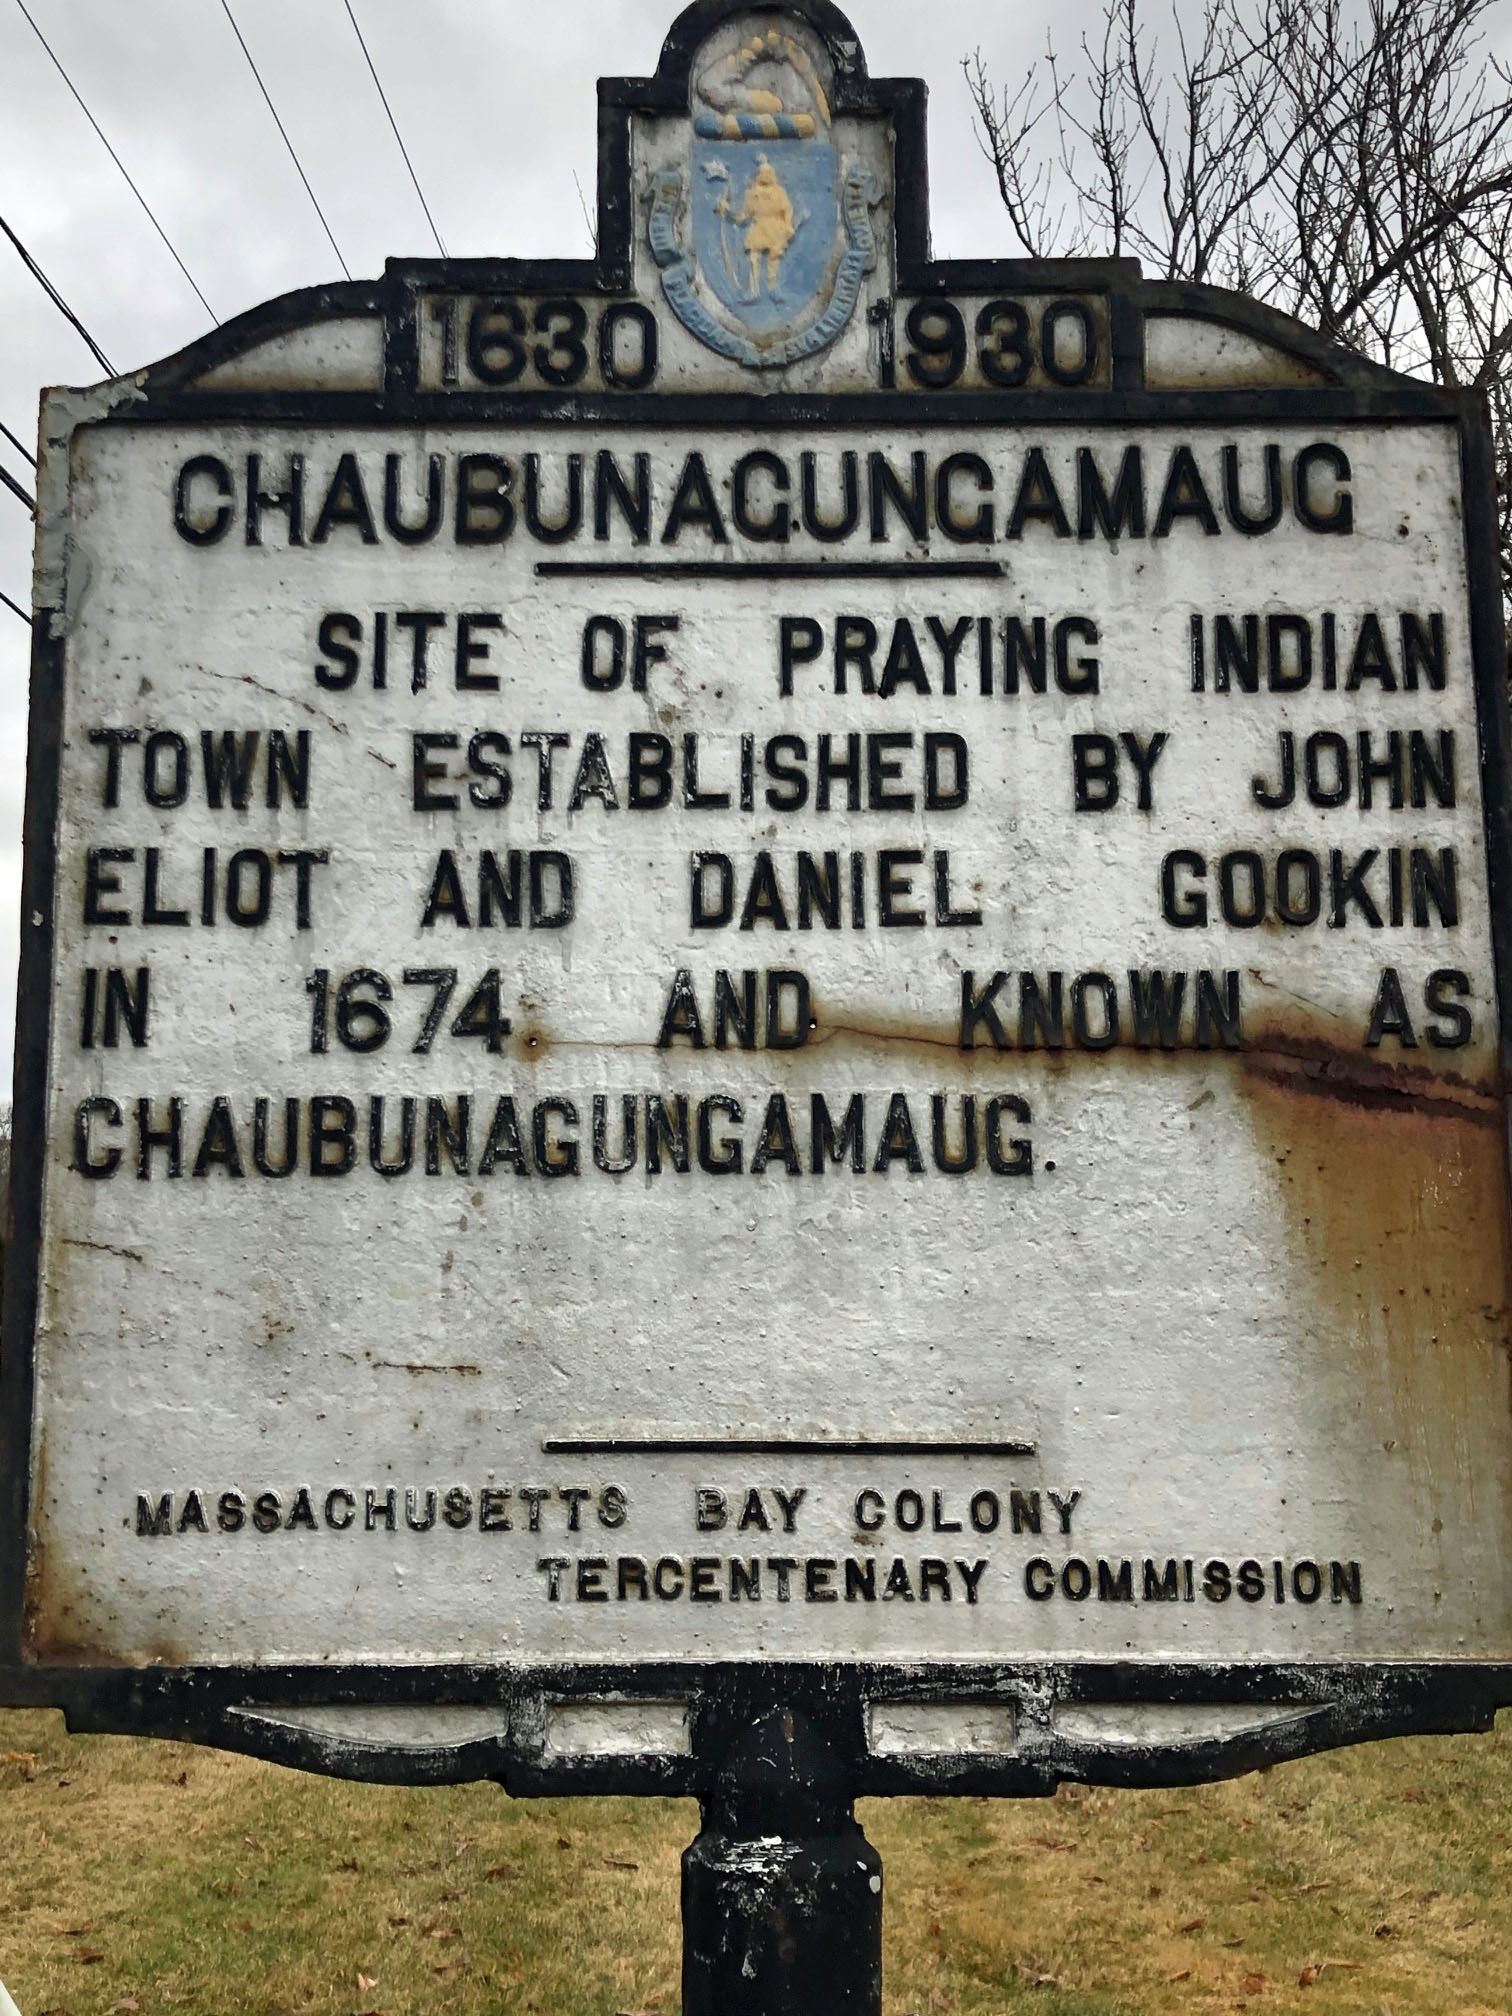 1630 1930
CHAUBUNAGUNGAMAUG
SITE OF PRAYING INDIAN
TOWN ESTABLISHED BY JOHN
ELIOT AND DANIEL GOOKIN
IN 1674 AND KNOWN AS
CHAUBUNAGUNGAMAUG.
MASSACHUSETTS BAY COLONY
TERCENTENARY COMMISSION